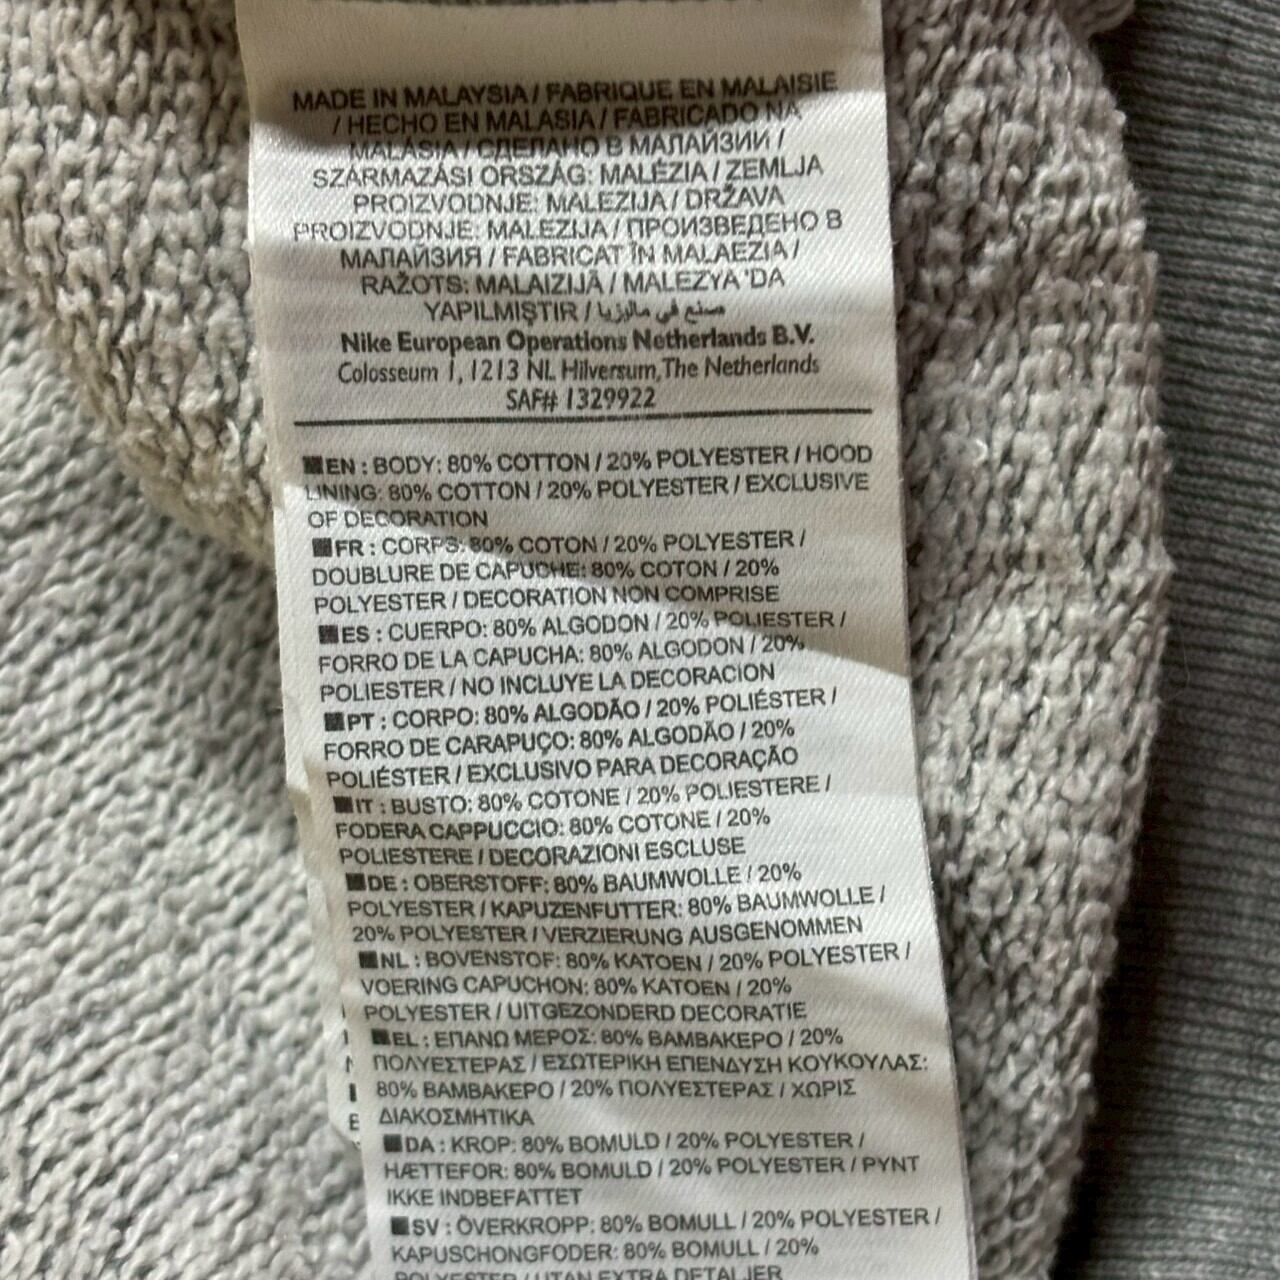 MADE IN MALAYSIA / FABRIQUE EN MALAISIE
/ HECHO EN MALASIA / FABRICADO NA
MALÁSIA / СДЕЛАНО В МАЛАЙЗИИ /
SZÁRMAZÁSI ORSZÁG: MALÉZIA / ZEMLJA
PROIZVODNJE: MALEZIJA / DRŽAVA
PROIZVODNJE: MALEZIJA / ПРОИЗВЕДЕНО В
МАЛАЙЗИЯ / FABRICAT ÎN MALAEZIA /
RAŽOTS: MALAIZIJĀ / MALEZYA 'DA
YAPILMIŞTIR / صنع في ماليزيا
Nike European Operations Netherlands B.V.
Colosseum 1, 1213 NL Hilversum, The Netherlands
SAF# 1329922
■EN : BODY: 80% COTTON / 20% POLYESTER / HOOD
LINING: 80% COTTON / 20% POLYESTER / EXCLUSIVE
OF DECORATION
■FR : CORPS: 80% COTON / 20% POLYESTER /
DOUBLURE DE CAPUCHE: 80% COTON / 20%
POLYESTER / DECORATION NON COMPRISE
■ES : CUERPO: 80% ALGODON / 20% POLIESTER /
FORRO DE LA CAPUCHA: 80% ALGODON / 20%
POLIESTER / NO INCLUYE LA DECORACION
■PT : CORPO: 80% ALGODÃO / 20% POLIÉSTER /
FORRO DE CARAPUÇO: 80% ALGODÃO / 20%
POLIÉSTER / EXCLUSIVO PARA DECORAÇÃO
■IT : BUSTO: 80% COTONE / 20% POLIESTERE /
FODERA CAPPUCCIO: 80% COTONE / 20%
POLIESTERE / DECORAZIONI ESCLUSE
■DE : OBERSTOFF: 80% BAUMWOLLE / 20%
POLYESTER / KAPUZENFUTTER: 80% BAUMWOLLE /
20% POLYESTER / VERZIERUNG AUSGENOMMEN
■NL : BOVENSTOF: 80% KATOEN / 20% POLYESTER /
VOERING CAPUCHON: 80% KATOEN / 20%
POLYESTER / UITGEZONDERD DECORATIE
■EL : ΕΠΑΝΩ ΜΕΡΟΣ: 80% ΒΑΜΒΑΚΕΡΟ / 20%
ΠΟΛΥΕΣΤΕΡΑΣ / ΕΣΩΤΕΡΙΚΗ ΕΠΕΝΔΥΣΗ ΚΟΥΚΟΥΛΑΣ:
80% ΒΑΜΒΑΚΕΡΟ / 20% ΠΟΛΥΕΣΤΕΡΑΣ / ΧΩΡΙΣ
ΔΙΑΚΟΣΜΗΤΙΚΑ
■DA : KROP: 80% BOMULD / 20% POLYESTER /
HÆTTEFOR: 80% BOMULD / 20% POLYESTER / PYNT
IKKE INDBEFATTET
■SV : ÖVERKROPP: 80% BOMULL / 20% POLYESTER /
KAPUSCHONGFODER: 80% BOMULL / 20%
POLYESTER / UTAN EXTRA DETALJER